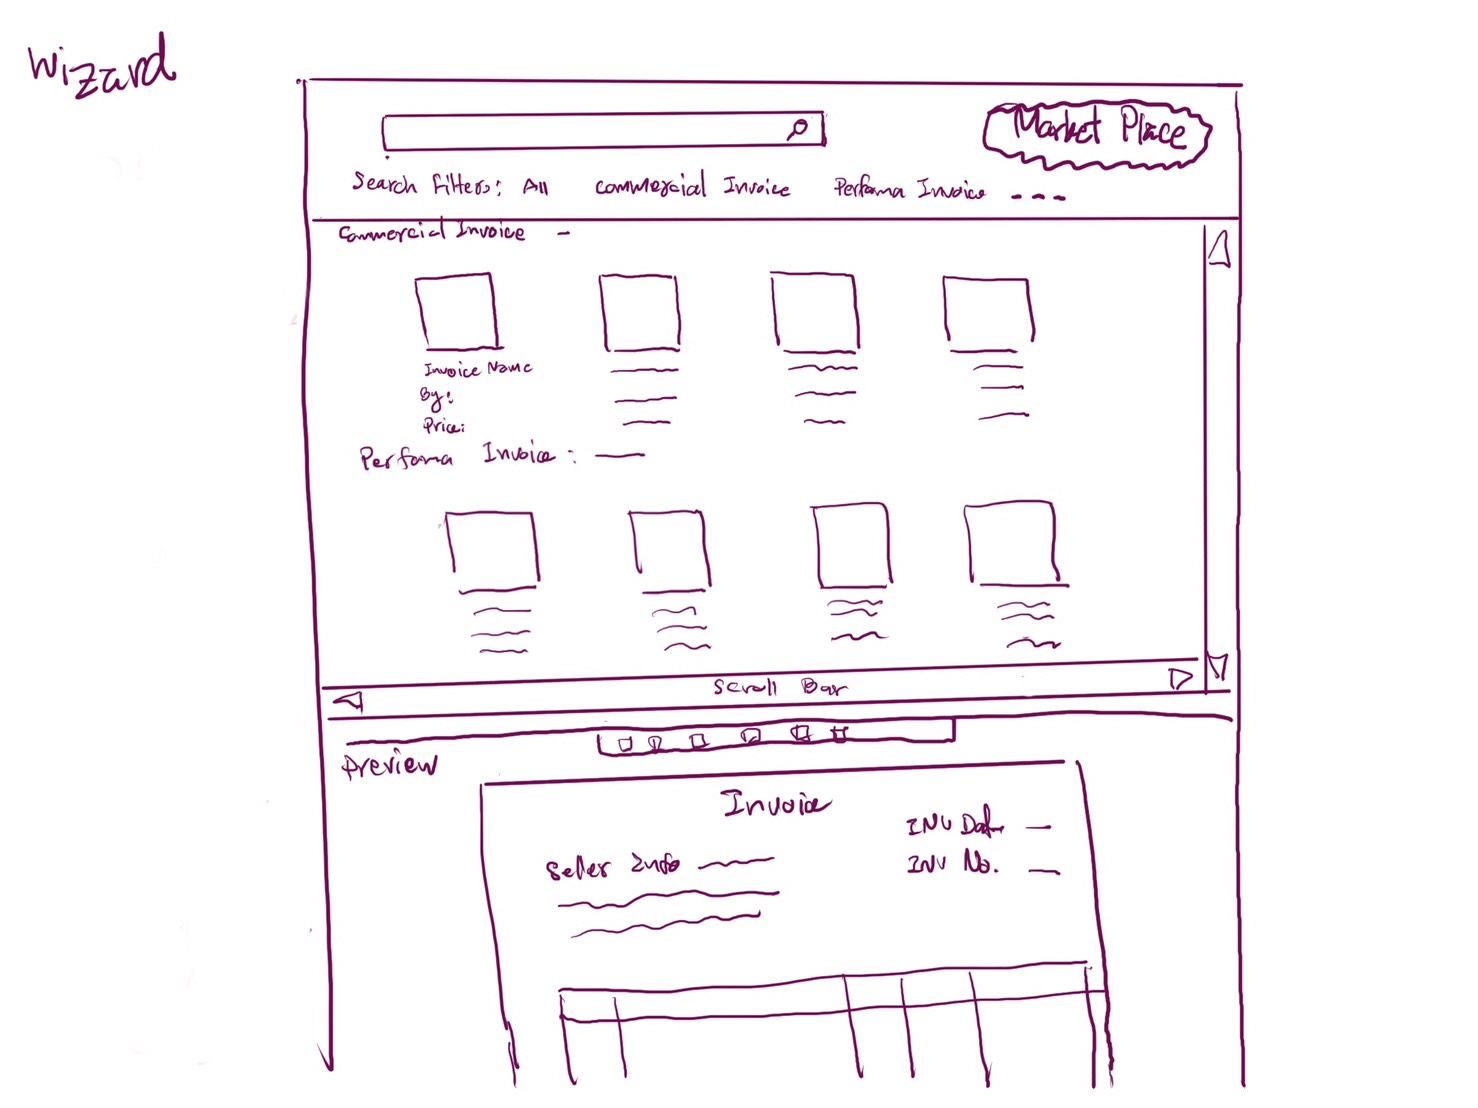 Wizard
Market Place
Search Filters: All Commercial Invoice Perfoma Invoice ---
Commercial Invoice -
Invoice Name
By:
Price:
Perfoma Invoice :
Scroll Bar
Preview
Invoice
INV Date
Seller Info
INV No.